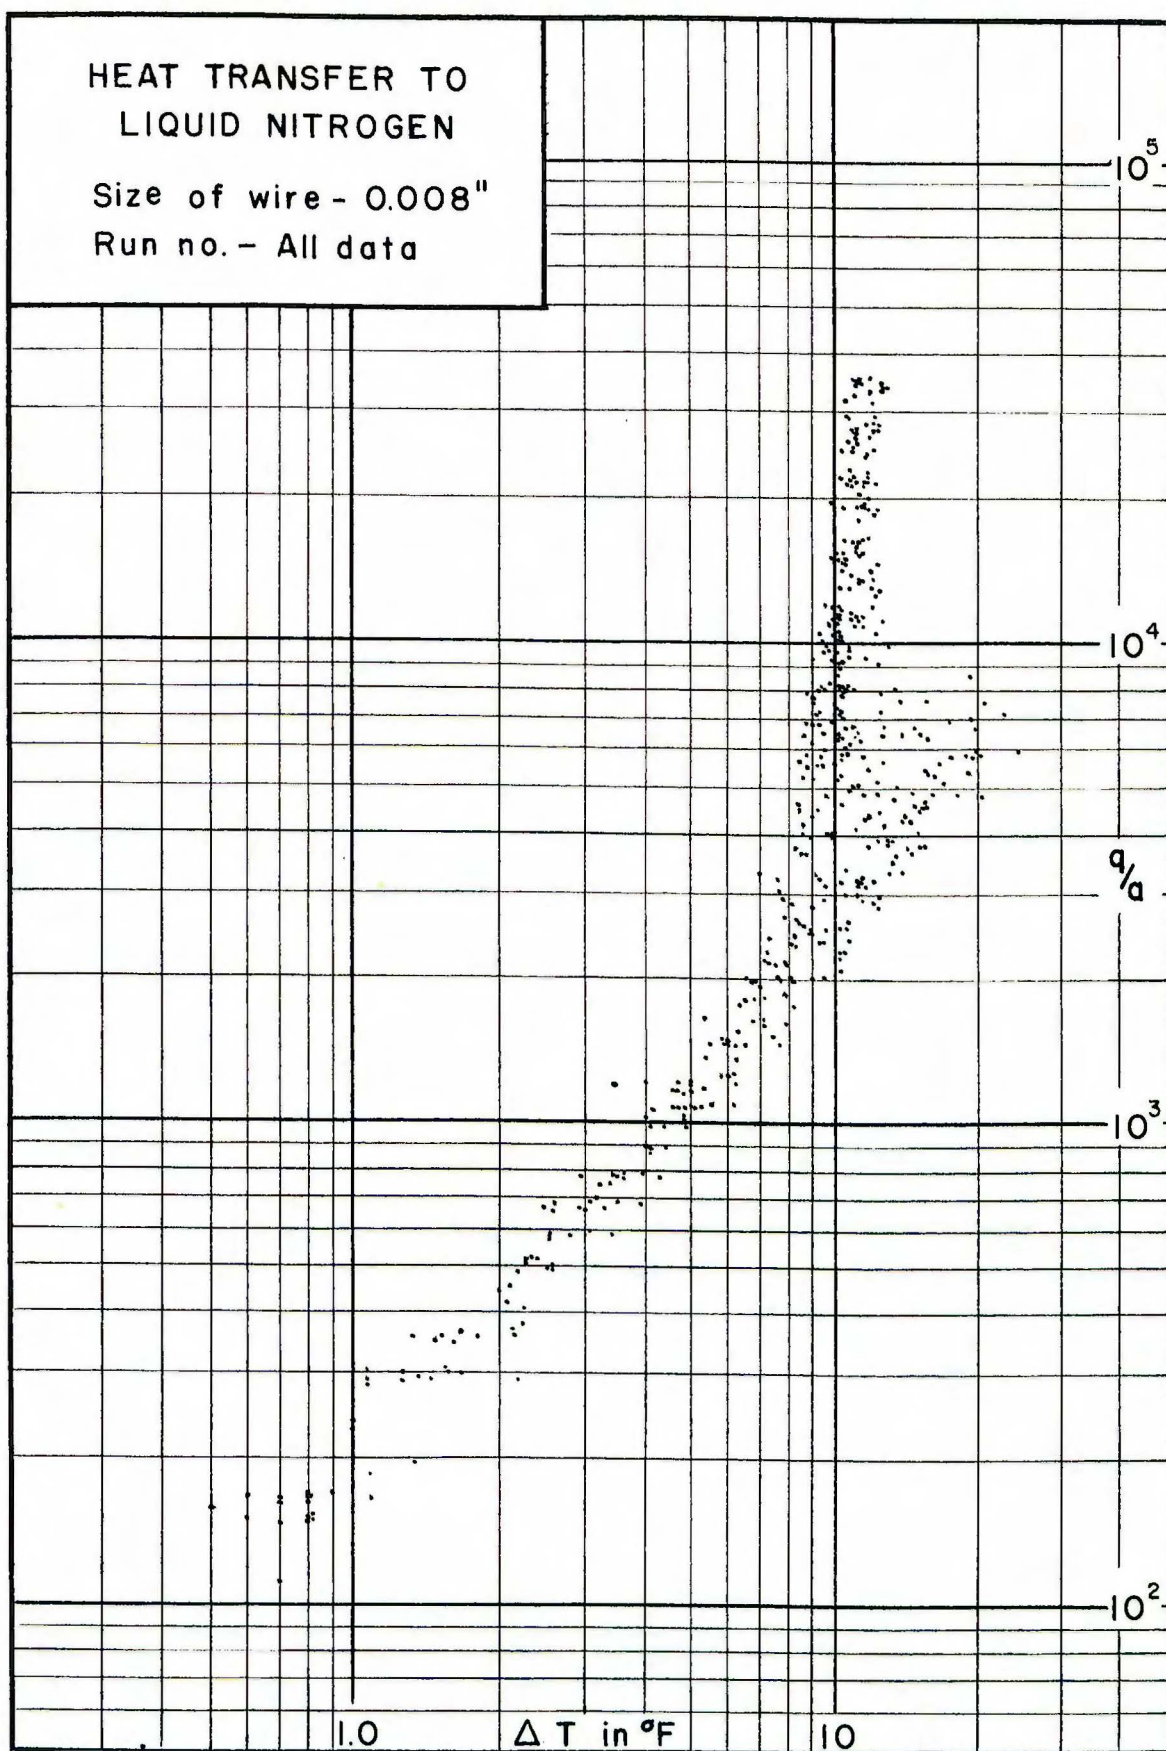 HEAT TRANSFER TO
LIQUID NITROGEN
Size of wire - 0.008"
Run no. - All data
10⁵
10⁴
q/a
10³
10²
1.0 Δ T in °F 10